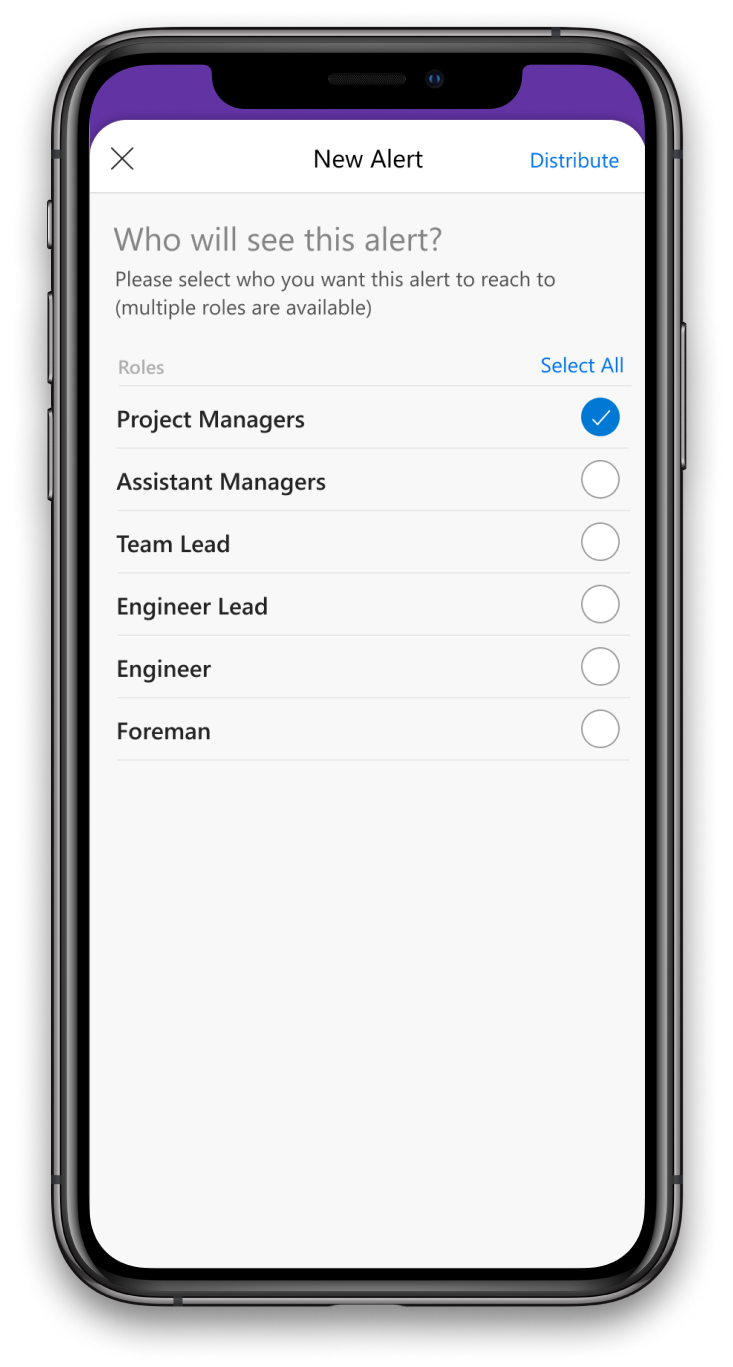 New Alert
Distribute
Who will see this alert?
Please select who you want this alert to reach to
(multiple roles are available)
Roles
Select All
Project Managers
Assistant Managers
Team Lead
Engineer Lead
Engineer
Foreman